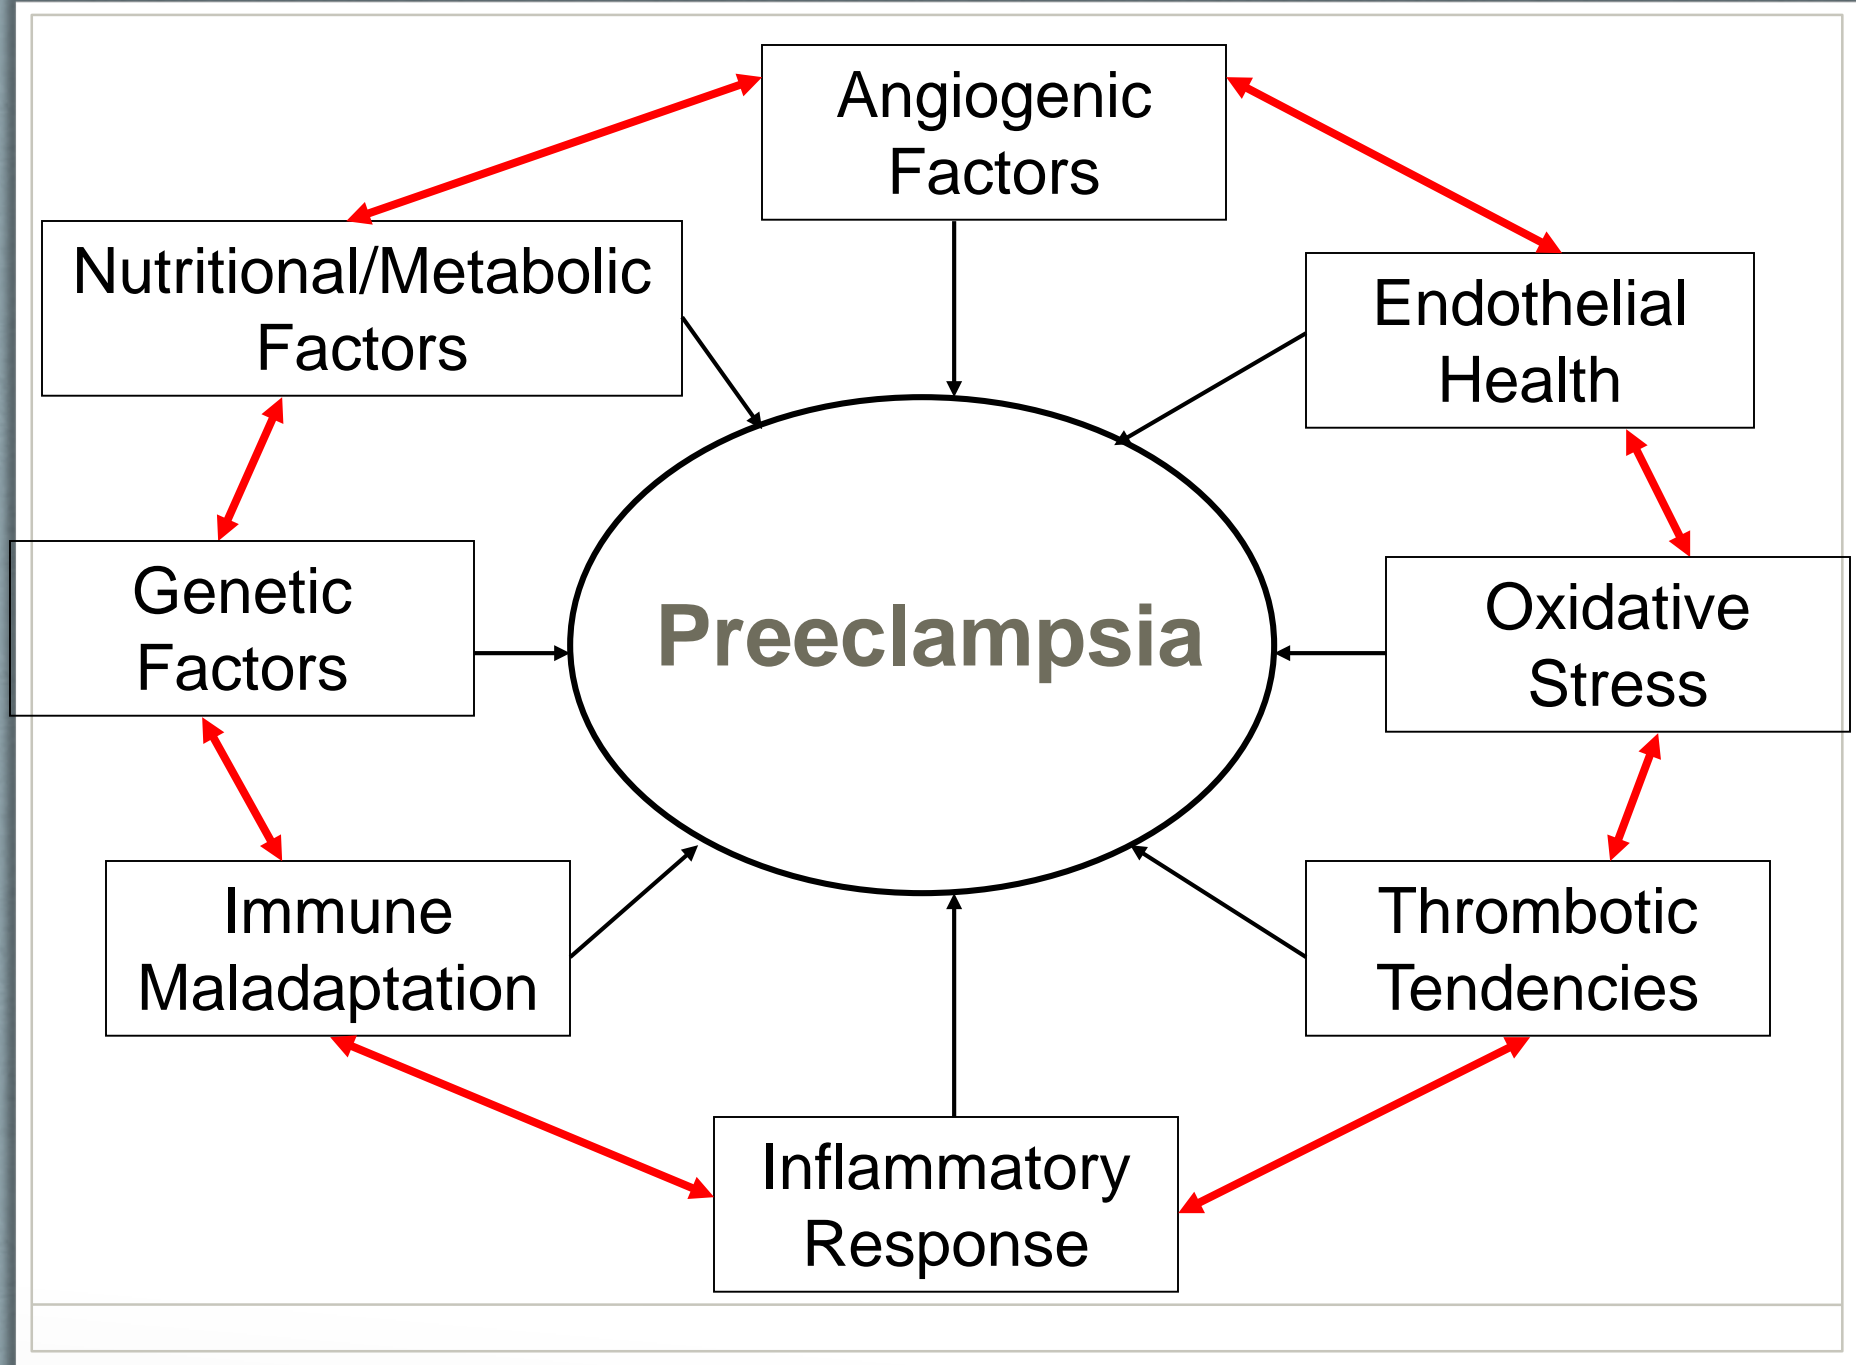 Angiogenic
Factors
Nutritional/Metabolic
Factors
Endothelial
Health
Genetic
Factors
Preeclampsia
Oxidative
Stress
Immune
Maladaptation
Thrombotic
Tendencies
Inflammatory
Response